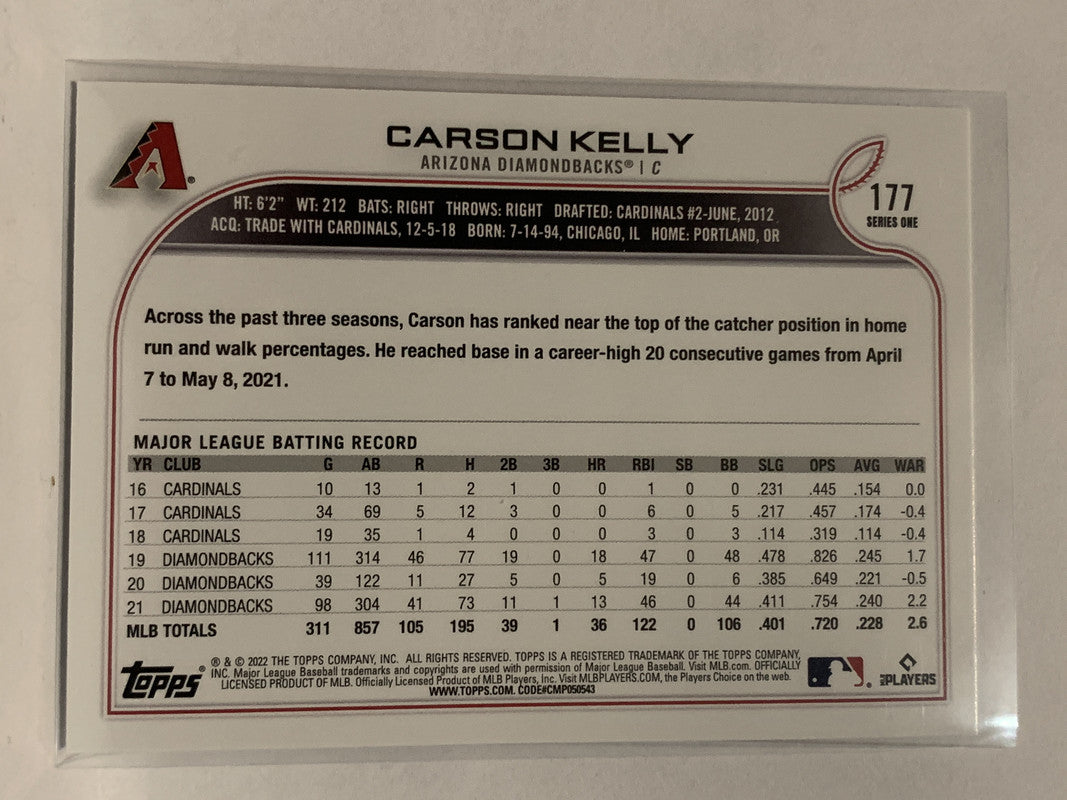 CARSON KELLY
ARIZONA DIAMONDBACKS® | C
A
177
SERIES ONE
HT: 6'2" WT: 212 BATS: RIGHT THROWS: RIGHT DRAFTED: CARDINALS #2-JUNE, 2012
ACQ: TRADE WITH CARDINALS, 12-5-18 BORN: 7-14-94, CHICAGO, IL HOME: PORTLAND, OR
Across the past three seasons, Carson has ranked near the top of the catcher position in home
run and walk percentages. He reached base in a career-high 20 consecutive games from April
7 to May 8, 2021.
MAJOR LEAGUE BATTING RECORD
YR CLUB G AB R H 2B 3B HR RBI SB BB SLG OPS AVG WAR
16 CARDINALS 10 13 1 2 1 0 0 1 0 0 .231 .445 .154 0.0
17 CARDINALS 34 69 5 12 3 0 0 6 0 5 .217 .457 .174 -0.4
18 CARDINALS 19 35 1 4 0 0 0 3 0 3 .114 .319 .114 -0.4
19 DIAMONDBACKS 111 314 46 77 19 0 18 47 0 48 .478 .826 .245 1.7
20 DIAMONDBACKS 39 122 11 27 5 0 5 19 0 6 .385 .649 .221 -0.5
21 DIAMONDBACKS 98 304 41 73 11 1 13 46 0 44 .411 .754 .240 2.2
MLB TOTALS 311 857 105 195 39 1 36 122 0 106 .401 .720 .228 2.6
Topps®
® & © 2022 THE TOPPS COMPANY, INC. ALL RIGHTS RESERVED. TOPPS IS A REGISTERED TRADEMARK OF THE TOPPS COMPANY,
INC. Major League Baseball trademarks and copyrights are used with permission of Major League Baseball. Visit MLB.com. OFFICIALLY
LICENSED PRODUCT OF MLB. Officially Licensed Product of MLB Players, Inc. Visit MLBPLAYERS.COM, the Players Choice on the web.
WWW.TOPPS.COM. CODE#CMP050543
MLB PLAYERS